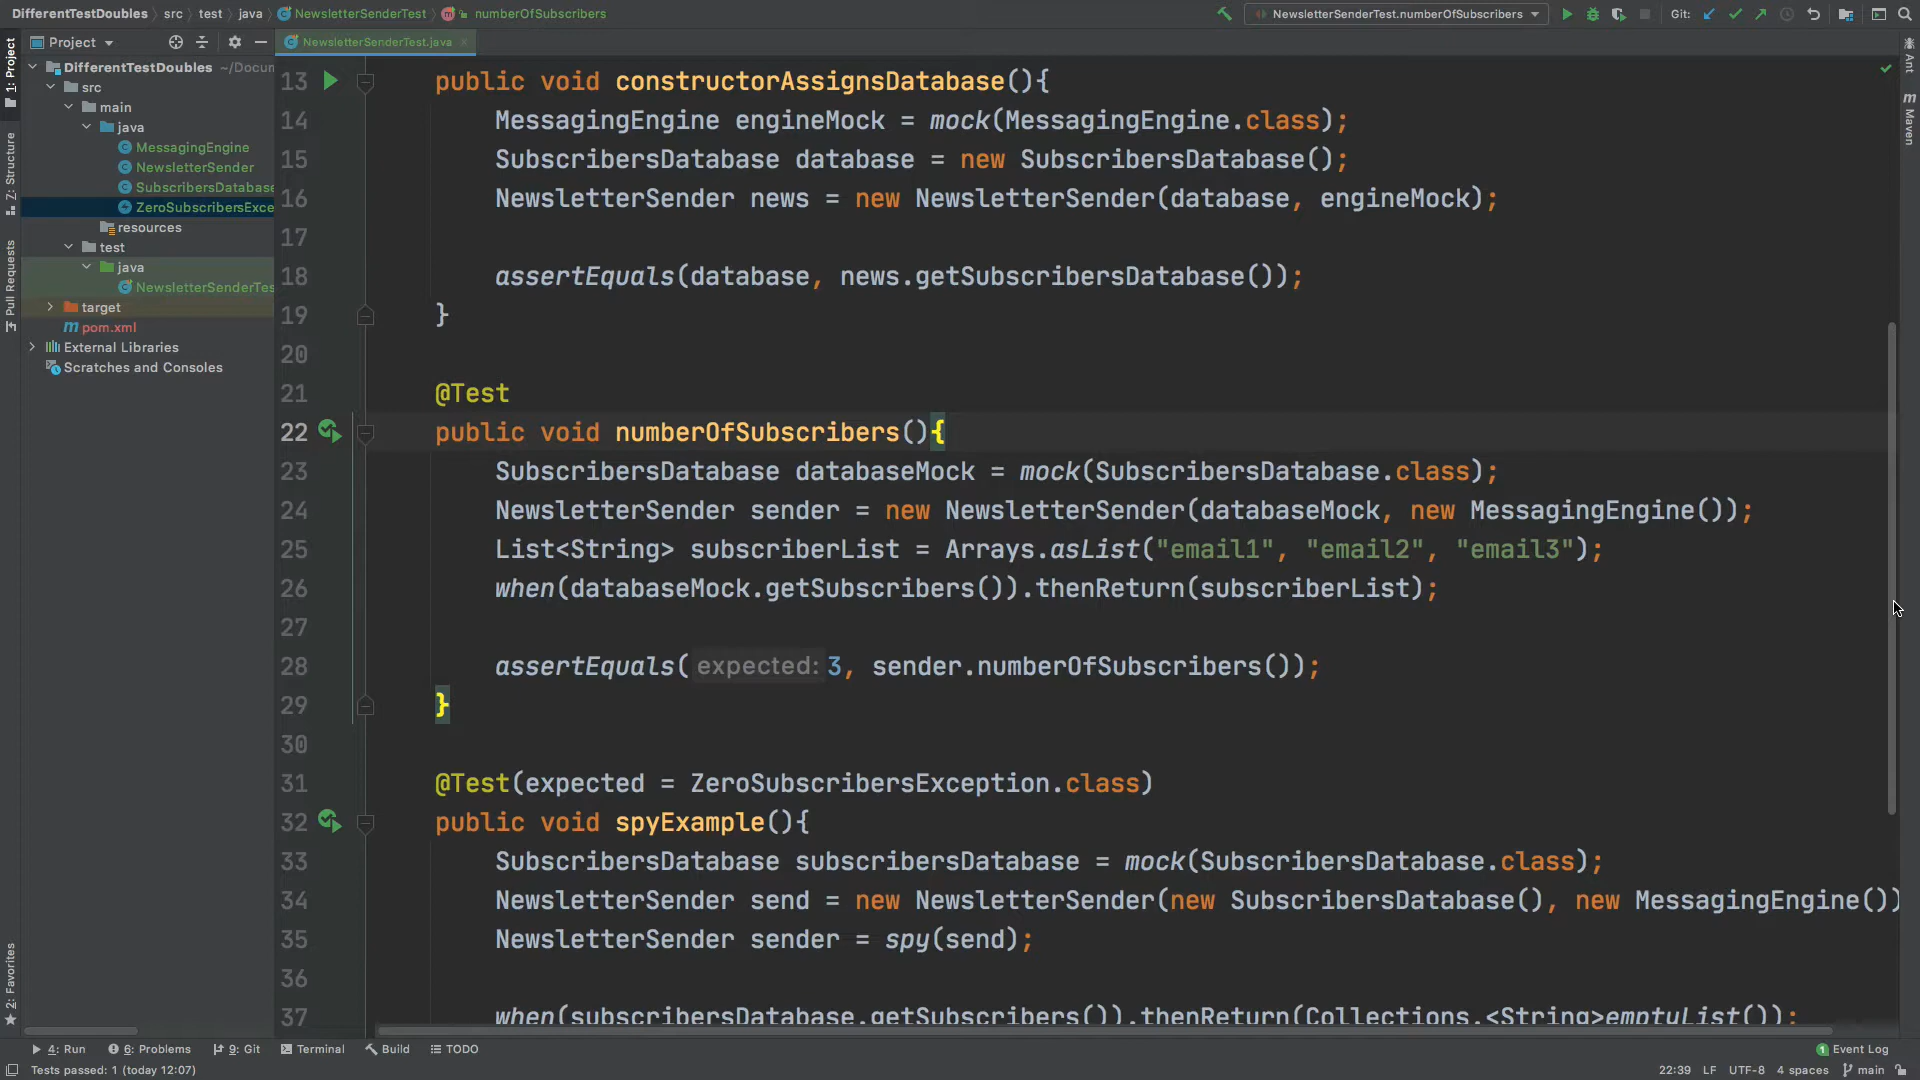 DifferentTestDoubles › src › test › java › NewsletterSenderTest › numberOfSubscribers
NewsletterSenderTest.numberOfSubscribers
Git:
1: Project
Z: Structure
Pull Requests
2: Favorites
Project
DifferentTestDoubles ~/Docun
src
main
java
MessagingEngine
NewsletterSender
SubscribersDatabase
ZeroSubscribersExce
resources
test
java
NewsletterSenderTes
target
pom.xml
External Libraries
Scratches and Consoles
NewsletterSenderTest.java
13 public void constructorAssignsDatabase(){
14 MessagingEngine engineMock = mock(MessagingEngine.class);
15 SubscribersDatabase database = new SubscribersDatabase();
16 NewsletterSender news = new NewsletterSender(database, engineMock);
17
18 assertEquals(database, news.getSubscribersDatabase());
19 }
20
21 @Test
22 public void numberOfSubscribers(){
23 SubscribersDatabase databaseMock = mock(SubscribersDatabase.class);
24 NewsletterSender sender = new NewsletterSender(databaseMock, new MessagingEngine());
25 List<String> subscriberList = Arrays.asList("email1", "email2", "email3");
26 when(databaseMock.getSubscribers()).thenReturn(subscriberList);
27
28 assertEquals( expected: 3, sender.numberOfSubscribers());
29 }
30
31 @Test(expected = ZeroSubscribersException.class)
32 public void spyExample(){
33 SubscribersDatabase subscribersDatabase = mock(SubscribersDatabase.class);
34 NewsletterSender send = new NewsletterSender(new SubscribersDatabase(), new MessagingEngine())
35 NewsletterSender sender = spy(send);
36
37 when(subscribersDatabase.getSubscribers()).thenReturn(Collections.<String>emptyList());
Ant
m Maven
4: Run
6: Problems
9: Git
Terminal
Build
TODO
1 Event Log
Tests passed: 1 (today 12:07)
22:39 LF UTF-8 4 spaces main